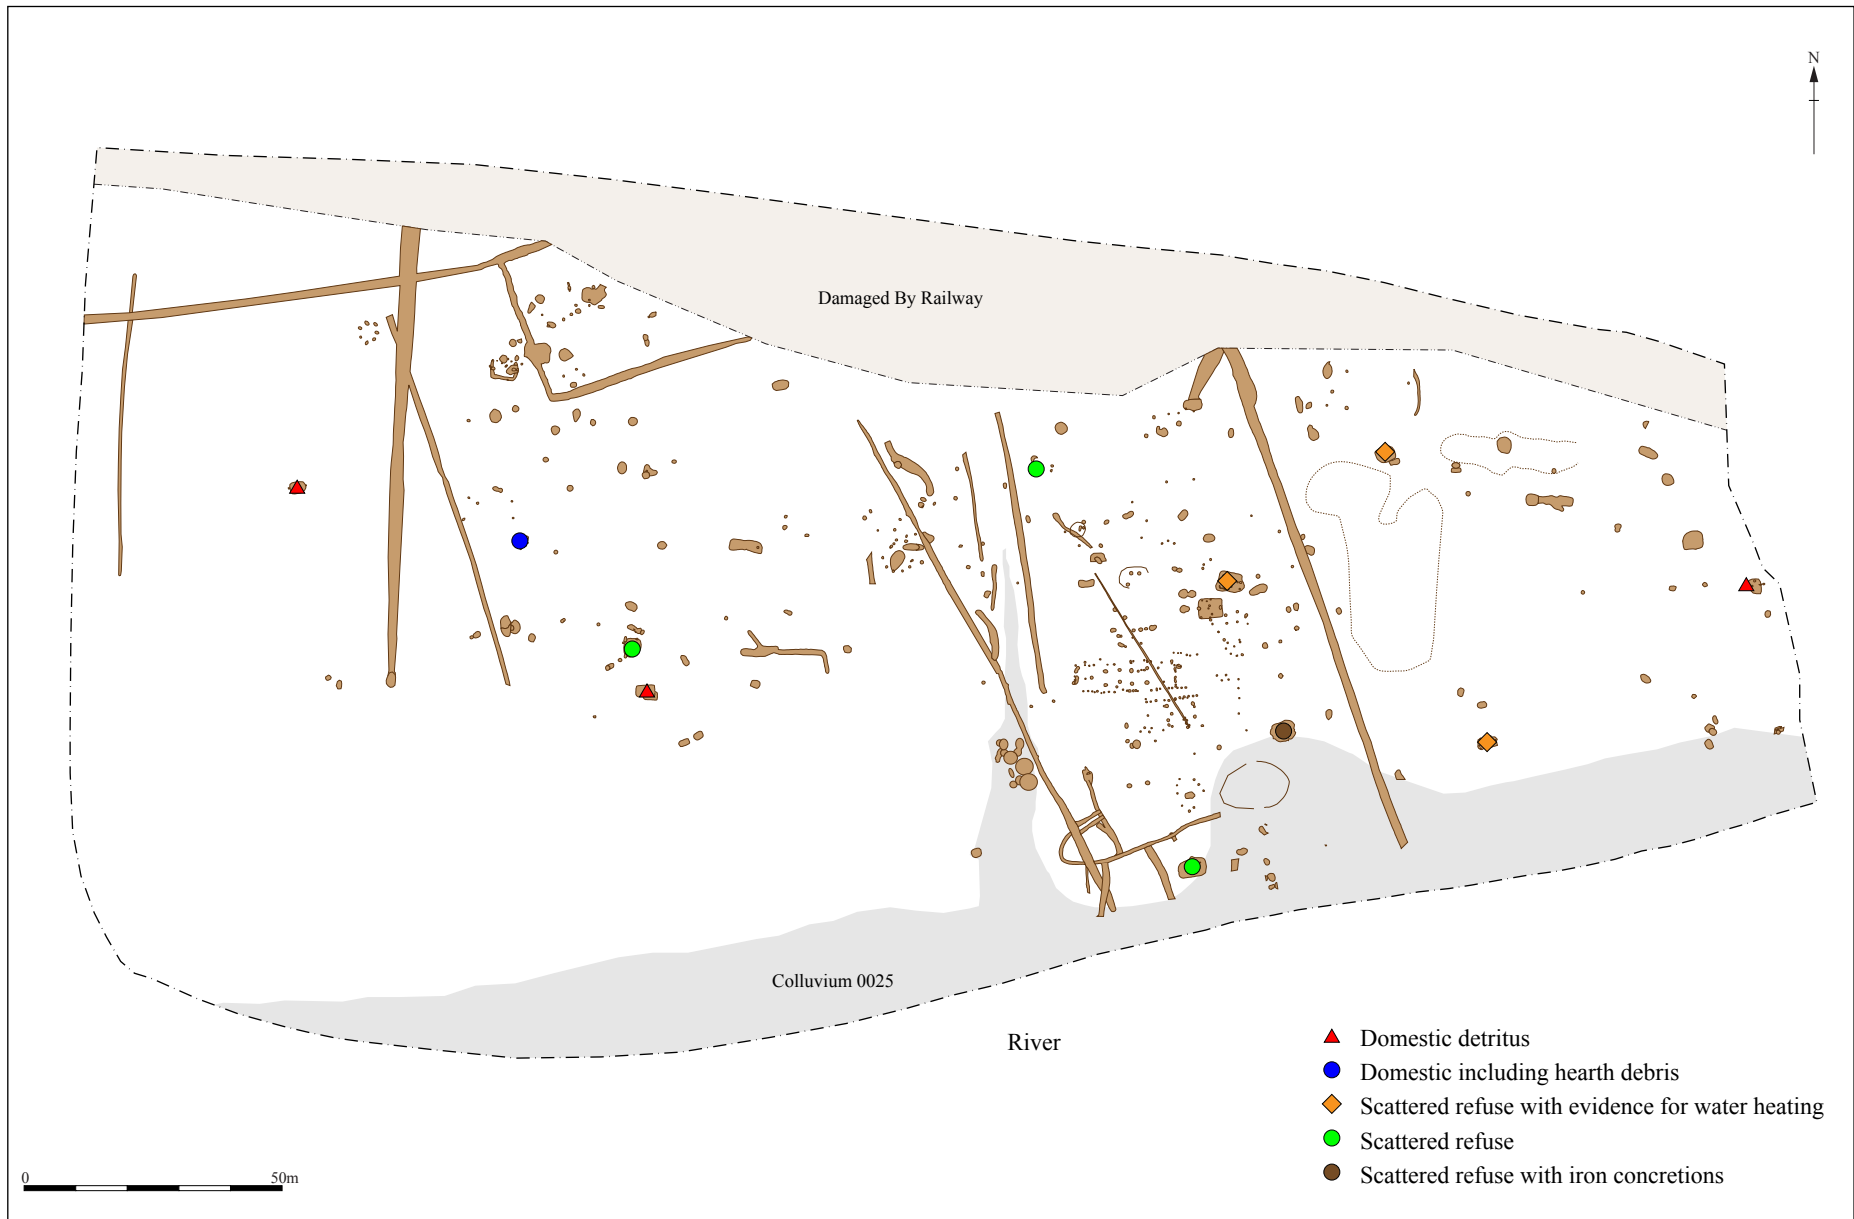 N
Damaged By Railway
Colluvium 0025
River
Domestic detritus
Domestic including hearth debris
Scattered refuse with evidence for water heating
Scattered refuse
Scattered refuse with iron concretions
0 50m